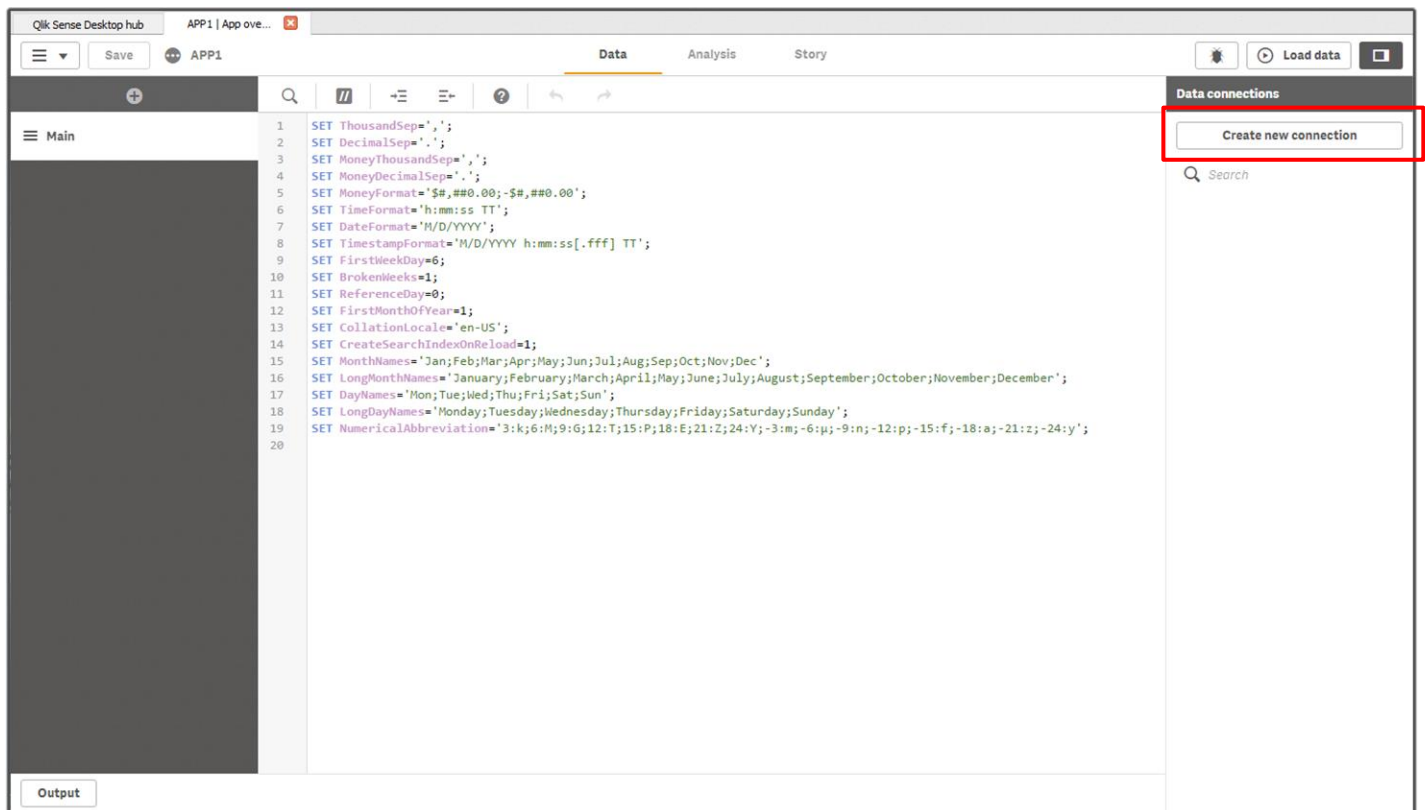 Qlik Sense Desktop hub
APP1 | App ove...
Save
APP1
Data
Analysis
Story
Load data
Data connections
Create new connection
Search
Main
1 SET ThousandSep=',';
2 SET DecimalSep='.';
3 SET MoneyThousandSep=',';
4 SET MoneyDecimalSep='.';
5 SET MoneyFormat='$#,##0.00;-$#,##0.00';
6 SET TimeFormat='h:mm:ss TT';
7 SET DateFormat='M/D/YYYY';
8 SET TimestampFormat='M/D/YYYY h:mm:ss[.fff] TT';
9 SET FirstWeekDay=6;
10 SET BrokenWeeks=1;
11 SET ReferenceDay=0;
12 SET FirstMonthOfYear=1;
13 SET CollationLocale='en-US';
14 SET CreateSearchIndexOnReload=1;
15 SET MonthNames='Jan;Feb;Mar;Apr;May;Jun;Jul;Aug;Sep;Oct;Nov;Dec';
16 SET LongMonthNames='January;February;March;April;May;June;July;August;September;October;November;December';
17 SET DayNames='Mon;Tue;Wed;Thu;Fri;Sat;Sun';
18 SET LongDayNames='Monday;Tuesday;Wednesday;Thursday;Friday;Saturday;Sunday';
19 SET NumericalAbbreviation='3:k;6:M;9:G;12:T;15:P;18:E;21:Z;24:Y;-3:m;-6:μ;-9:n;-12:p;-15:f;-18:a;-21:z;-24:y';
20
Output